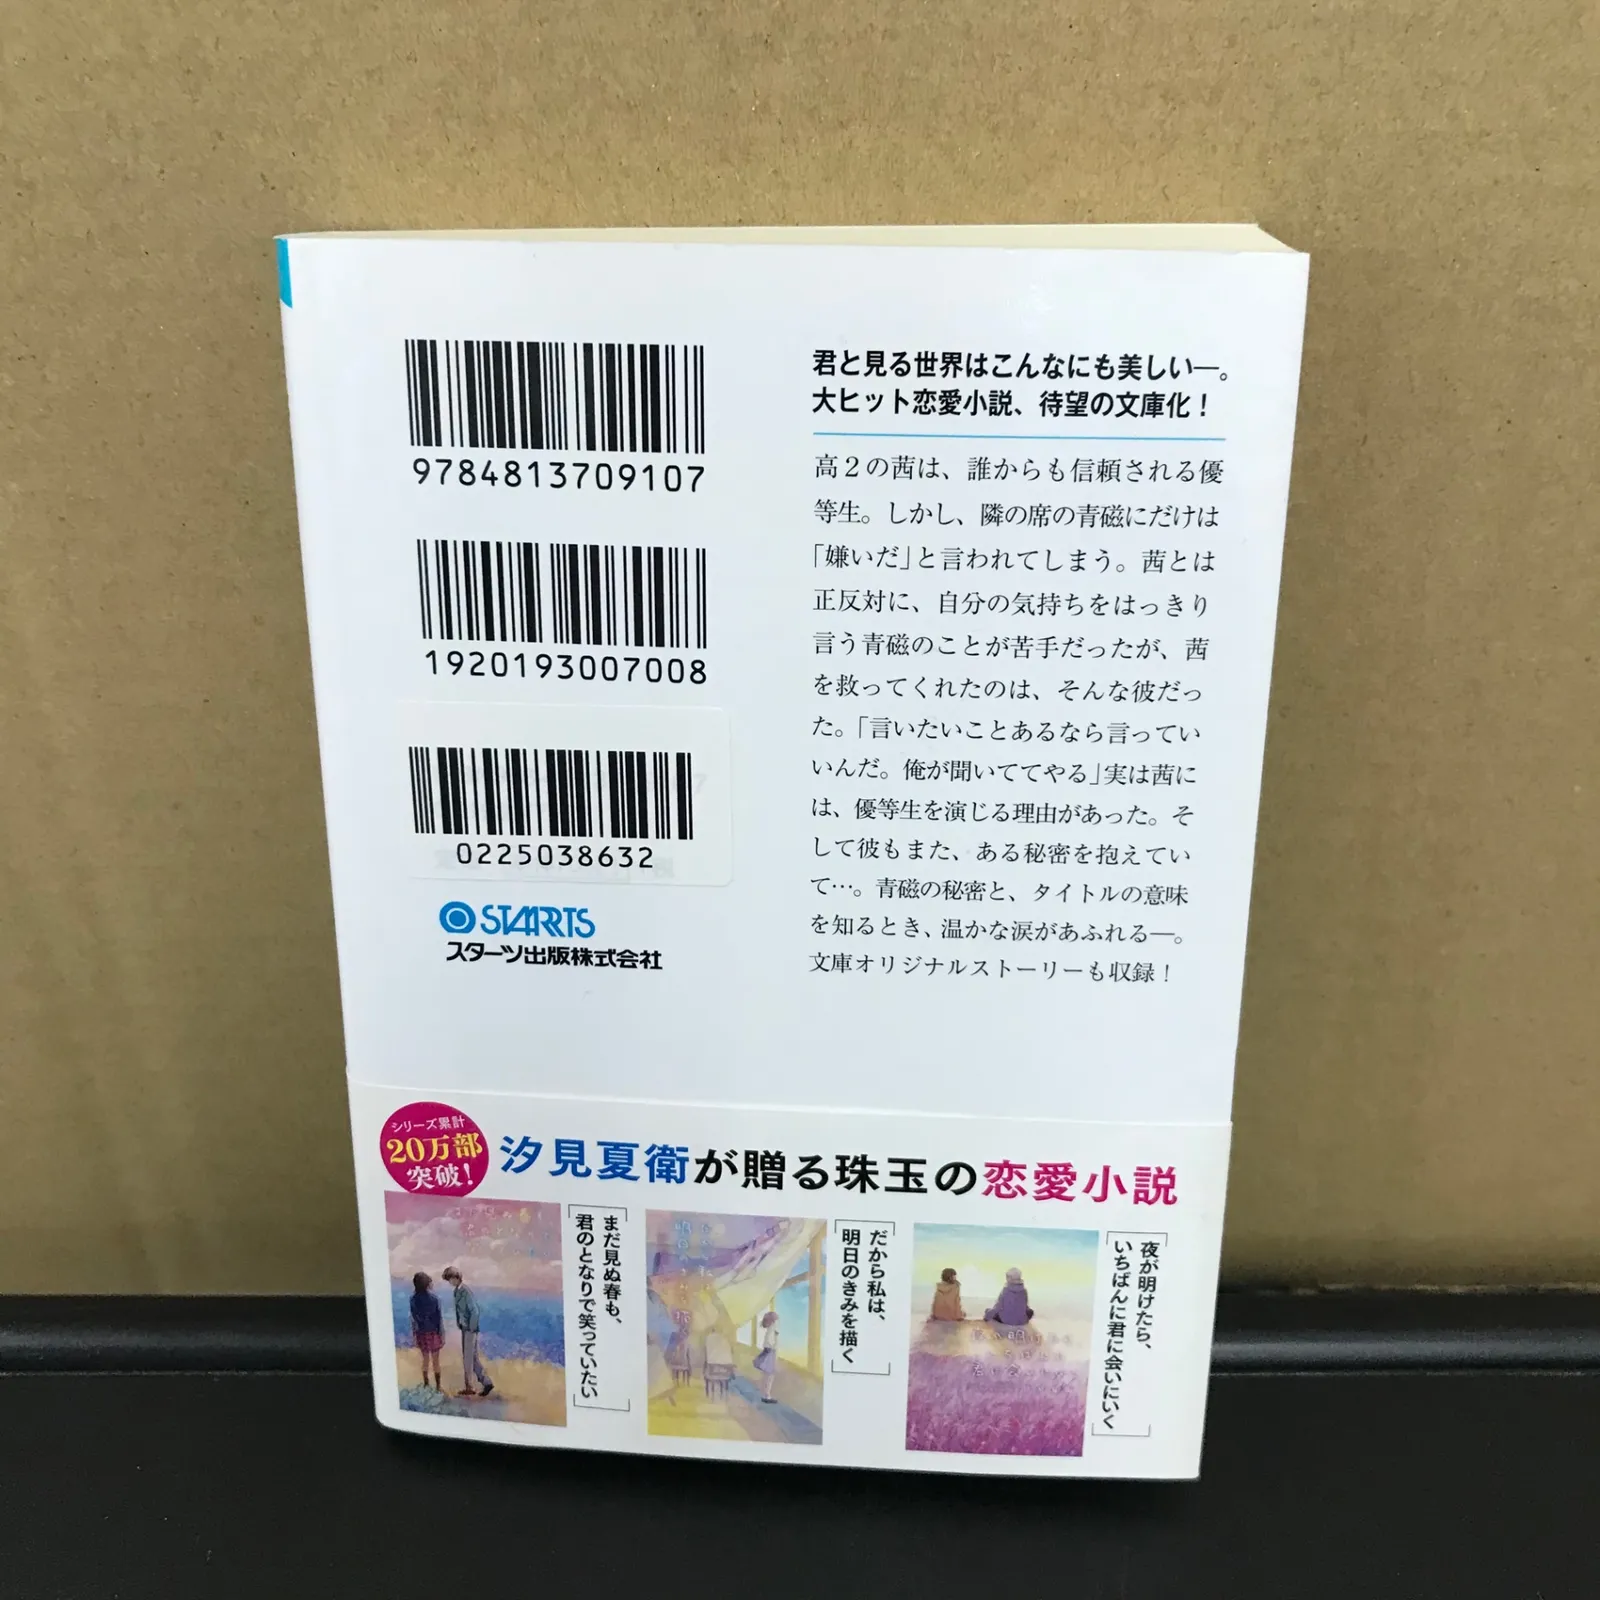 9784813709107
1920193007008
0225038632
STARTS
スターツ出版株式会社
君と見る世界はこんなにも美しい―。
大ヒット恋愛小説、待望の文庫化！
高２の茜は、誰からも信頼される優
等生。しかし、隣の席の青磁にだけは
「嫌いだ」と言われてしまう。茜とは
正反対に、自分の気持ちをはっきり
言う青磁のことが苦手だったが、茜
を救ってくれたのは、そんな彼だっ
た。「言いたいことあるなら言ってい
いんだ。俺が聞いててやる」実は茜に
は、優等生を演じる理由があった。そ
して彼もまた、ある秘密を抱えてい
て…。青磁の秘密と、タイトルの意味
を知るとき、温かな涙があふれる―。
文庫オリジナルストーリーも収録！
シリーズ累計
20万部
突破！
汐見夏衛が贈る珠玉の恋愛小説
まだ見ぬ春も、
君のとなりで笑っていたい
だから私は、
明日のきみを描く
夜が明けたら、
いちばんに君に会いにいく